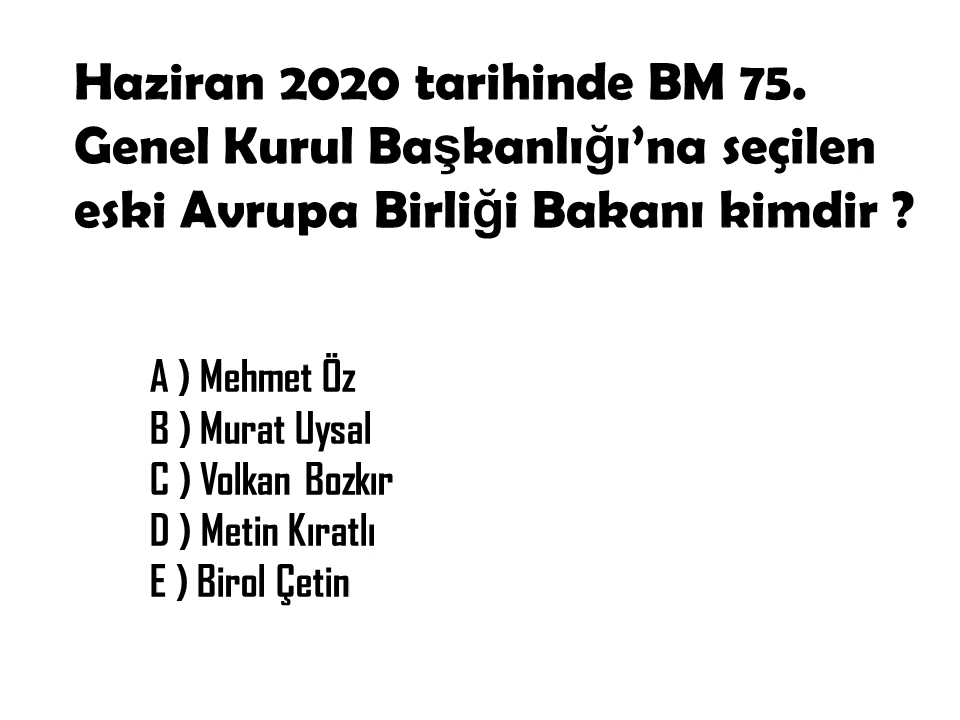 Haziran 2020 tarihinde BM 75.
Genel Kurul Başkanlığı’na seçilen
eski Avrupa Birliği Bakanı kimdir ?
A ) Mehmet Öz
B ) Murat Uysal
C ) Volkan Bozkır
D ) Metin Kıratlı
E ) Birol Çetin